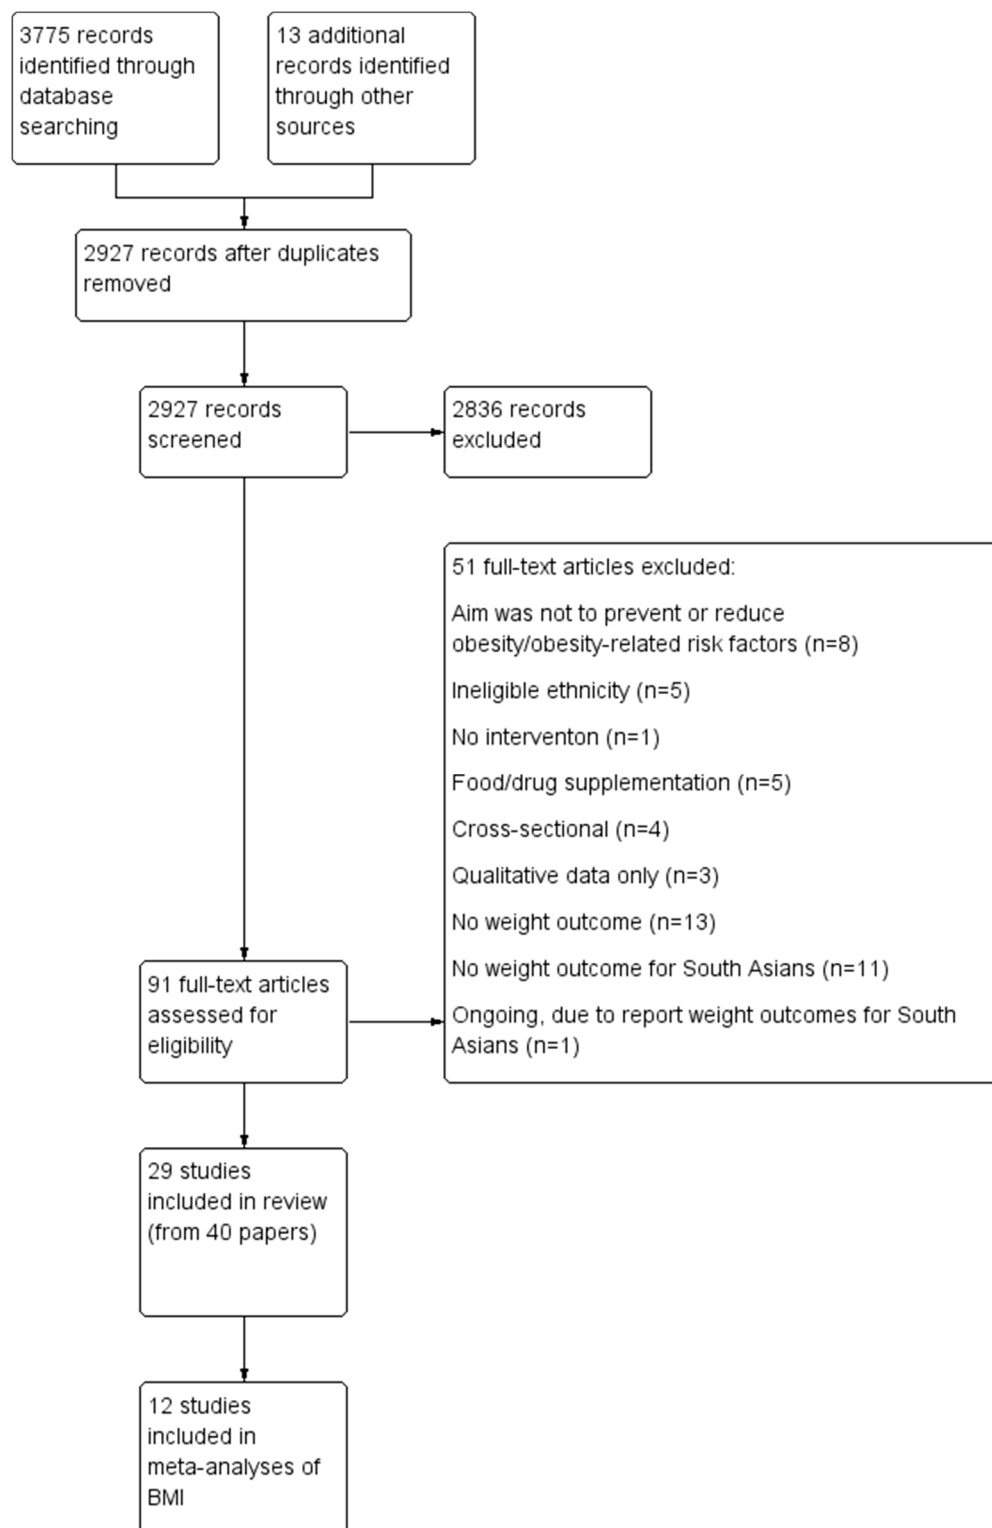 3775 records
identified through
database
searching
13 additional
records identified
through other
sources
2927 records after duplicates
removed
2927 records
screened
2836 records
excluded
51 full-text articles excluded:
Aim was not to prevent or reduce
obesity/obesity-related risk factors (n=8)
Ineligible ethnicity (n=5)
No interventon (n=1)
Food/drug supplementation (n=5)
Cross-sectional (n=4)
Qualitative data only (n=3)
No weight outcome (n=13)
No weight outcome for South Asians (n=11)
Ongoing, due to report weight outcomes for South
Asians (n=1)
91 full-text articles
assessed for
eligibility
29 studies
included in review
(from 40 papers)
12 studies
included in
meta-analyses of
BMI